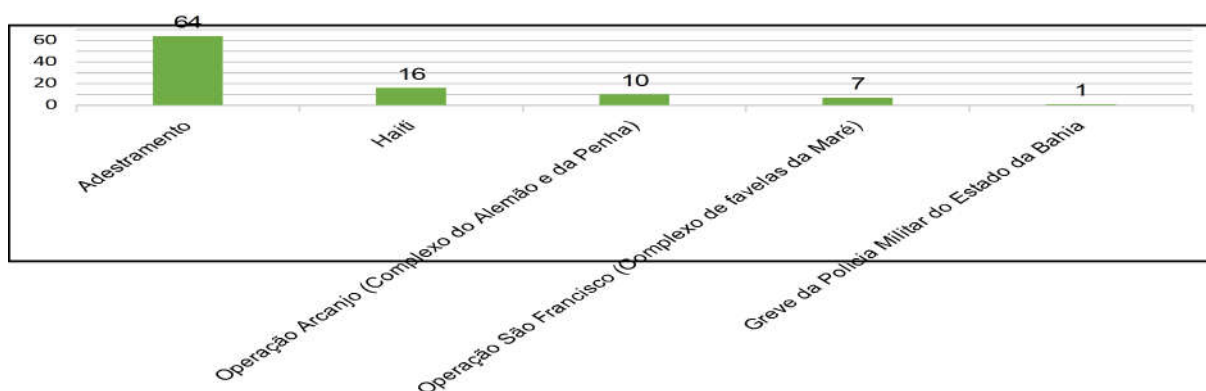 64
60
40
20
0
16
10
7
1
Adestramento
Haiti
Operação Arcanjo (Complexo do Alemão e da Penha)
Operação São Francisco (Complexo de favelas da Maré)
Greve da Polícia Militar do Estado da Bahia